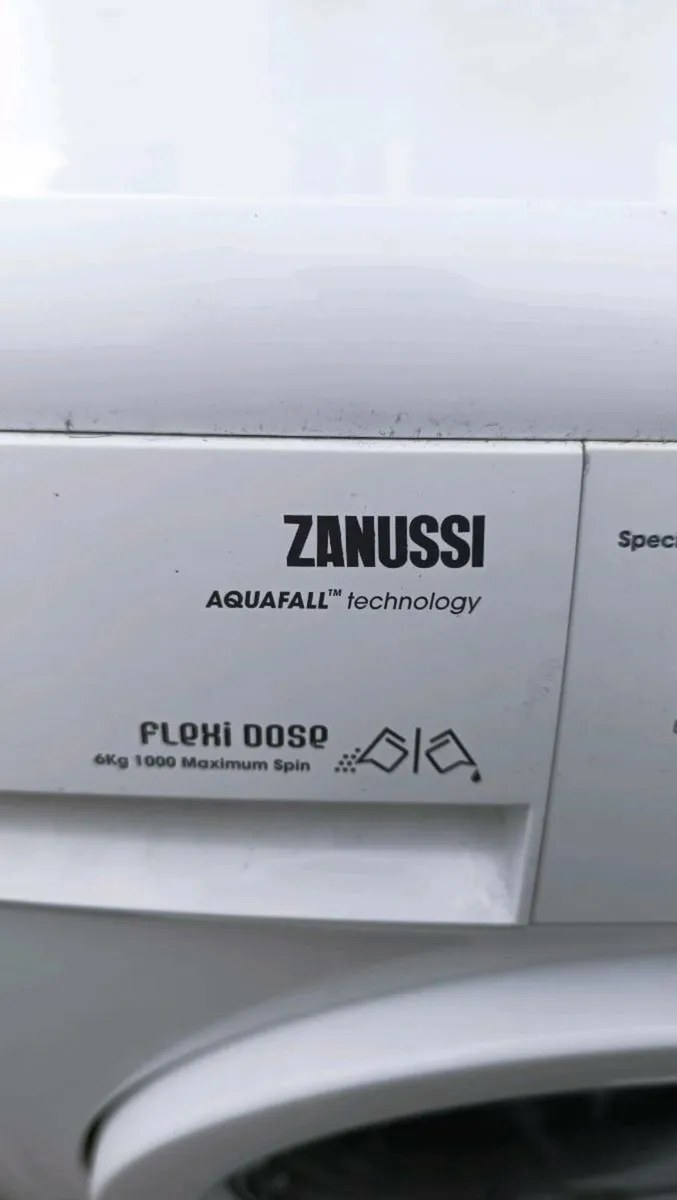 ZANUSSI
AQUAFALL™ technology
FLEXI DOSE
6Kg 1000 Maximum Spin